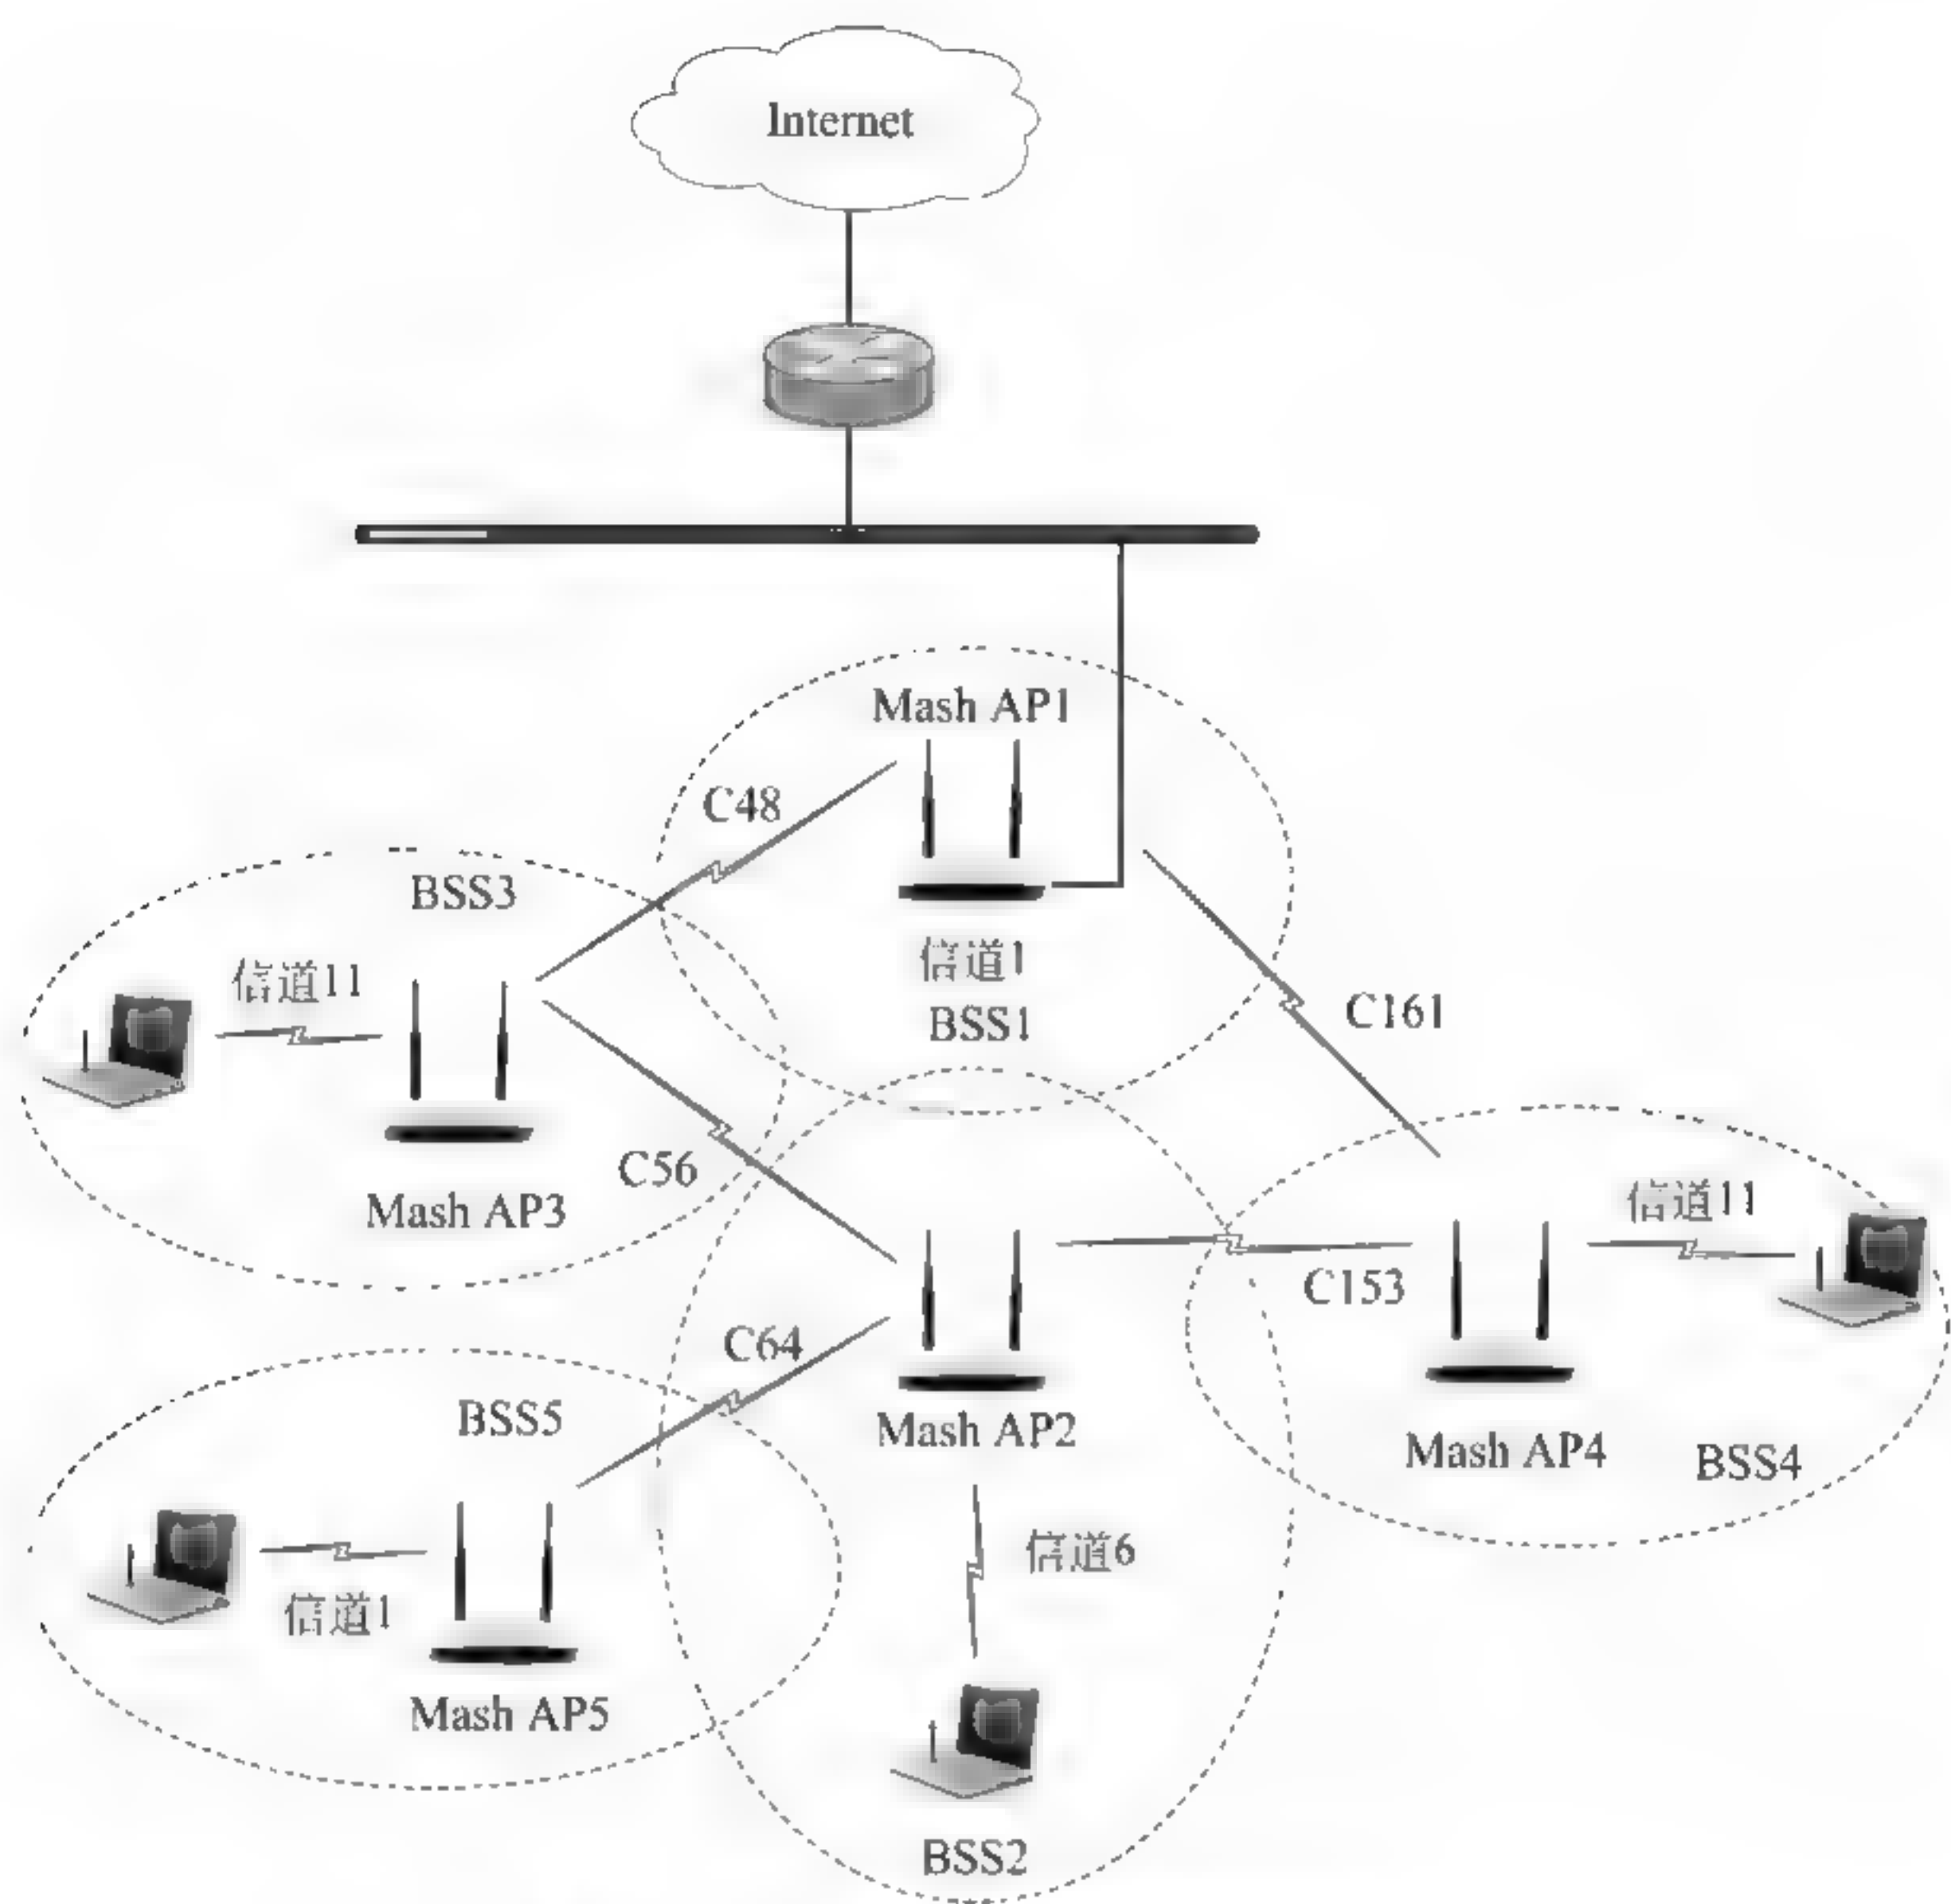 Internet
Mash AP1
C48
BSS3
信道11
信道1
BSS1
C161
C56
Mash AP3
信道11
C153
C64
BSS5
Mash AP2
Mash AP4
BSS4
信道6
信道1
Mash AP5
BSS2